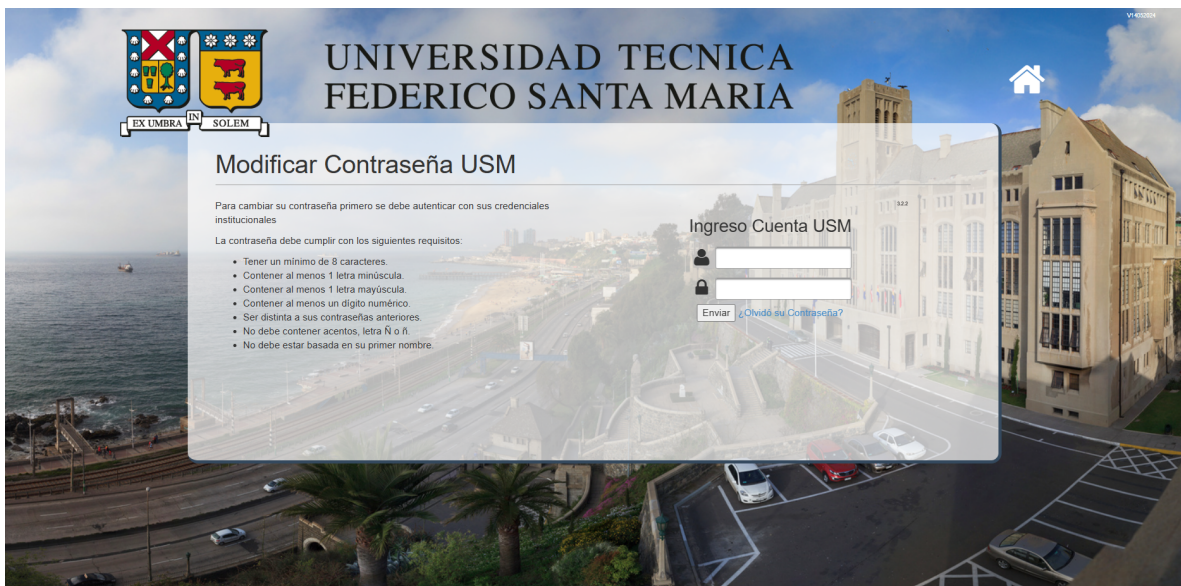 V14032024
UNIVERSIDAD TECNICA
FEDERICO SANTA MARIA
EX UMBRA IN SOLEM
Modificar Contraseña USM
Para cambiar su contraseña primero se debe autenticar con sus credenciales
institucionales
La contraseña debe cumplir con los siguientes requisitos:
• Tener un mínimo de 8 caracteres.
• Contener al menos 1 letra minúscula.
• Contener al menos 1 letra mayúscula.
• Contener al menos un dígito numérico.
• Ser distinta a sus contraseñas anteriores.
• No debe contener acentos, letra Ñ o ñ.
• No debe estar basada en su primer nombre.
3.2.2
Ingreso Cuenta USM
Enviar ¿Olvidó su Contraseña?